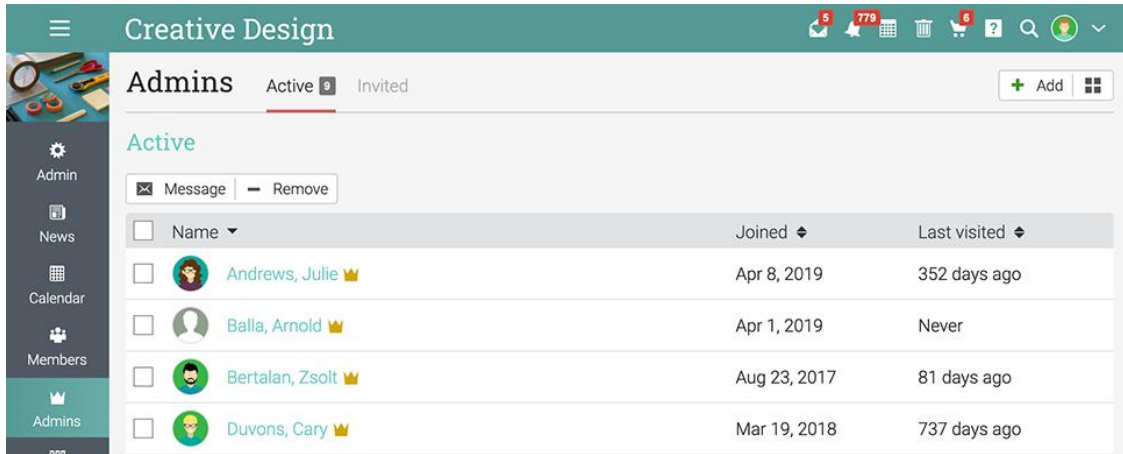 Creative Design 5 779 6 ?
Admins Active 9 Invited + Add
Active
Message Remove
Name Joined Last visited
Andrews, Julie Apr 8, 2019 352 days ago
Balla, Arnold Apr 1, 2019 Never
Bertalan, Zsolt Aug 23, 2017 81 days ago
Duvons, Cary Mar 19, 2018 737 days ago
Admin
News
Calendar
Members
Admins